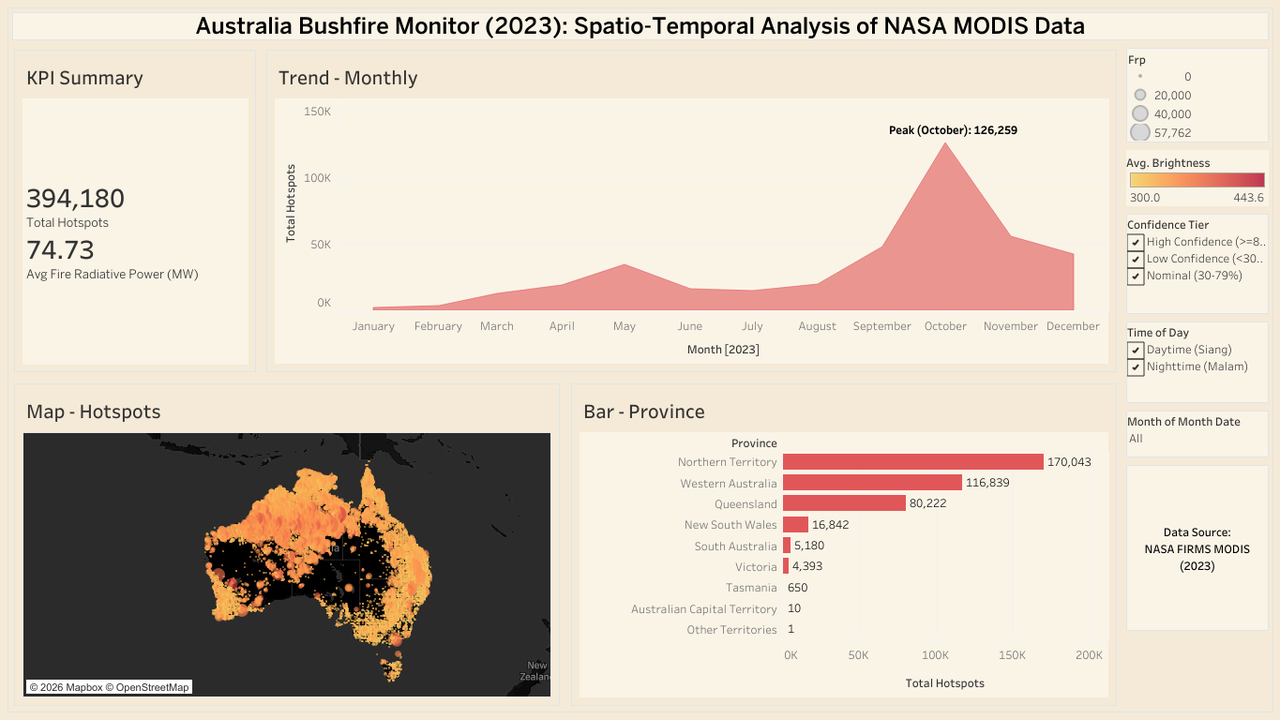 Australia Bushfire Monitor (2023): Spatio-Temporal Analysis of NASA MODIS Data
KPI Summary
394,180
Total Hotspots
74.73
Avg Fire Radiative Power (MW)
Trend - Monthly
150K
100K
50K
0K
Total Hotspots
Peak (October): 126,259
January February March April May June July August September October November December
Month [2023]
Frp
0
20,000
40,000
57,762
Avg. Brightness
300.0 443.6
Confidence Tier
High Confidence (>=8..
Low Confidence (<30..
Nominal (30-79%)
Time of Day
Daytime (Siang)
Nighttime (Malam)
Month of Month Date
All
Data Source:
NASA FIRMS MODIS
(2023)
Map - Hotspots
New
© 2026 Mapbox © OpenStreetMap
Bar - Province
Province
Northern Territory 170,043
Western Australia 116,839
Queensland 80,222
New South Wales 16,842
South Australia 5,180
Victoria 4,393
Tasmania 650
Australian Capital Territory 10
Other Territories 1
0K 50K 100K 150K 200K
Total Hotspots